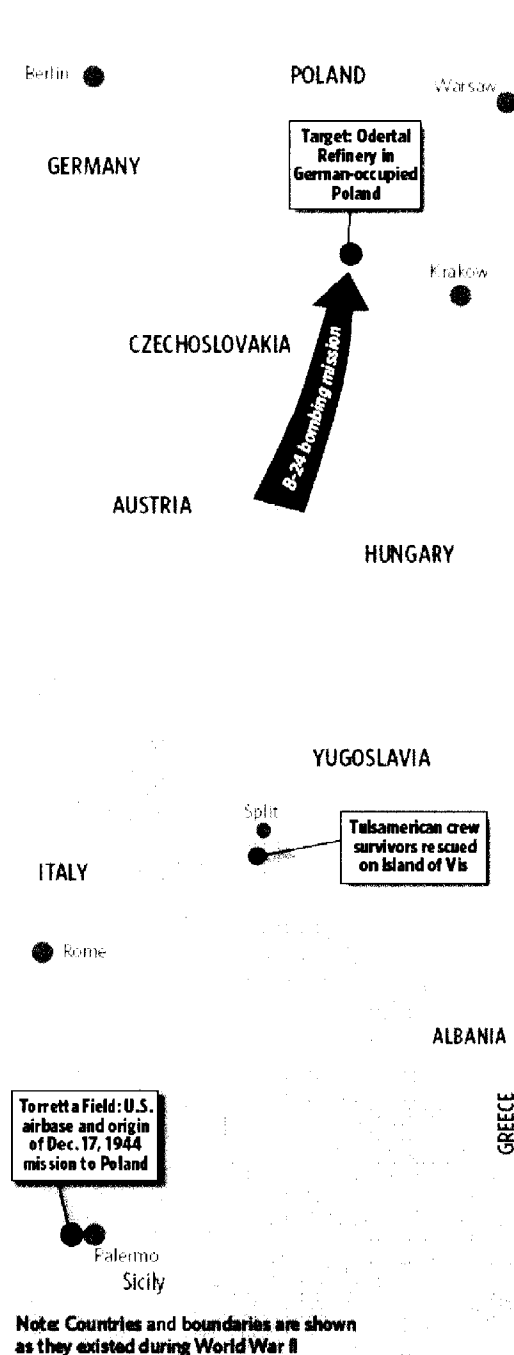 Berlin
POLAND
Warsaw
GERMANY
Target: Odertal
Refinery in
German-occupied
Poland
Krakow
CZECHOSLOVAKIA
B-24 bombing mission
AUSTRIA
HUNGARY
YUGOSLAVIA
Split
Tulsamerican crew
survivors rescued
on Island of Vis
ITALY
Rome
ALBANIA
GREECE
Torretta Field: U.S.
airbase and origin
of Dec. 17, 1944
mission to Poland
Palermo
Sicily
Note: Countries and boundaries are shown
as they existed during World War II